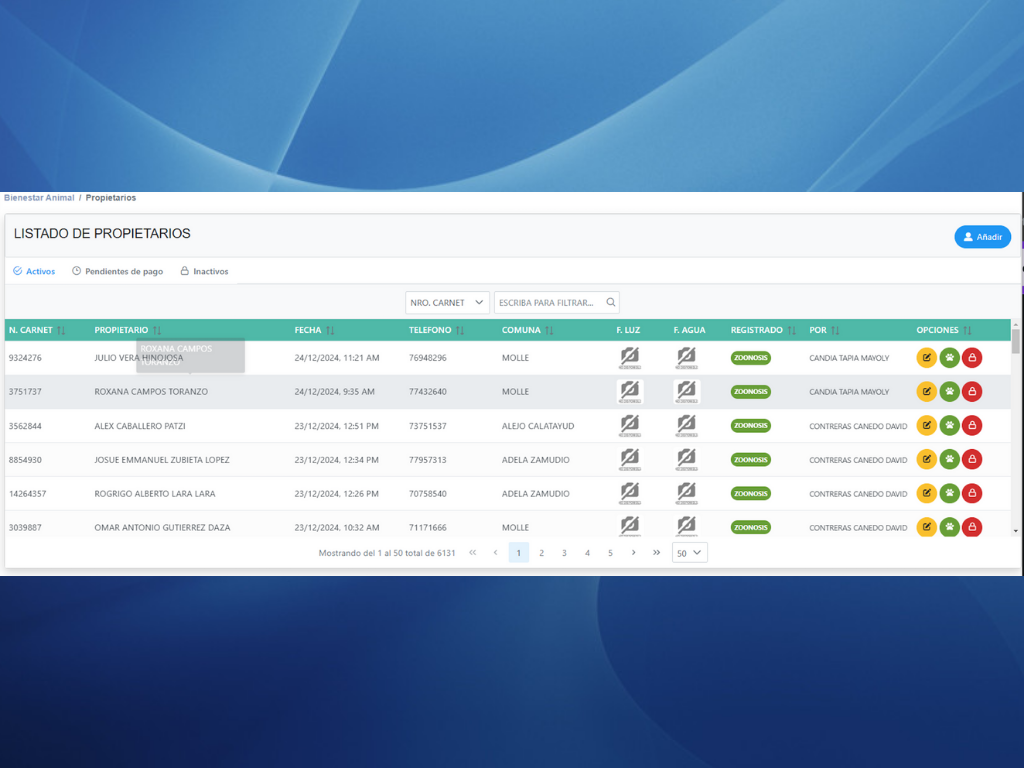 Bienestar Animal / Propietarios
LISTADO DE PROPIETARIOS
Añadir
Activos Pendientes de pago Inactivos
NRO. CARNET ESCRIBA PARA FILTRAR...
N. CARNET PROPIETARIO FECHA TELEFONO COMUNA F. LUZ F. AGUA REGISTRADO POR OPCIONES
ROXANA CAMPOS
TORANZO
9324276 JULIO VERA HINOJOSA 24/12/2024, 11:21 AM 76948296 MOLLE ZOONOSIS CANDIA TAPIA MAYOLY
3751737 ROXANA CAMPOS TORANZO 24/12/2024, 9:35 AM 77432640 MOLLE ZOONOSIS CANDIA TAPIA MAYOLY
3562844 ALEX CABALLERO PATZI 23/12/2024, 12:51 PM 73751537 ALEJO CALATAYUD ZOONOSIS CONTRERAS CANEDO DAVID
8854930 JOSUE EMMANUEL ZUBIETA LOPEZ 23/12/2024, 12:34 PM 77957313 ADELA ZAMUDIO ZOONOSIS CONTRERAS CANEDO DAVID
14264357 ROGRIGO ALBERTO LARA LARA 23/12/2024, 12:26 PM 70758540 ADELA ZAMUDIO ZOONOSIS CONTRERAS CANEDO DAVID
3039887 OMAR ANTONIO GUTIERREZ DAZA 23/12/2024, 10:32 AM 71171666 MOLLE ZOONOSIS CONTRERAS CANEDO DAVID
Mostrando del 1 al 50 total de 6131 << < 1 2 3 4 5 > >> 50